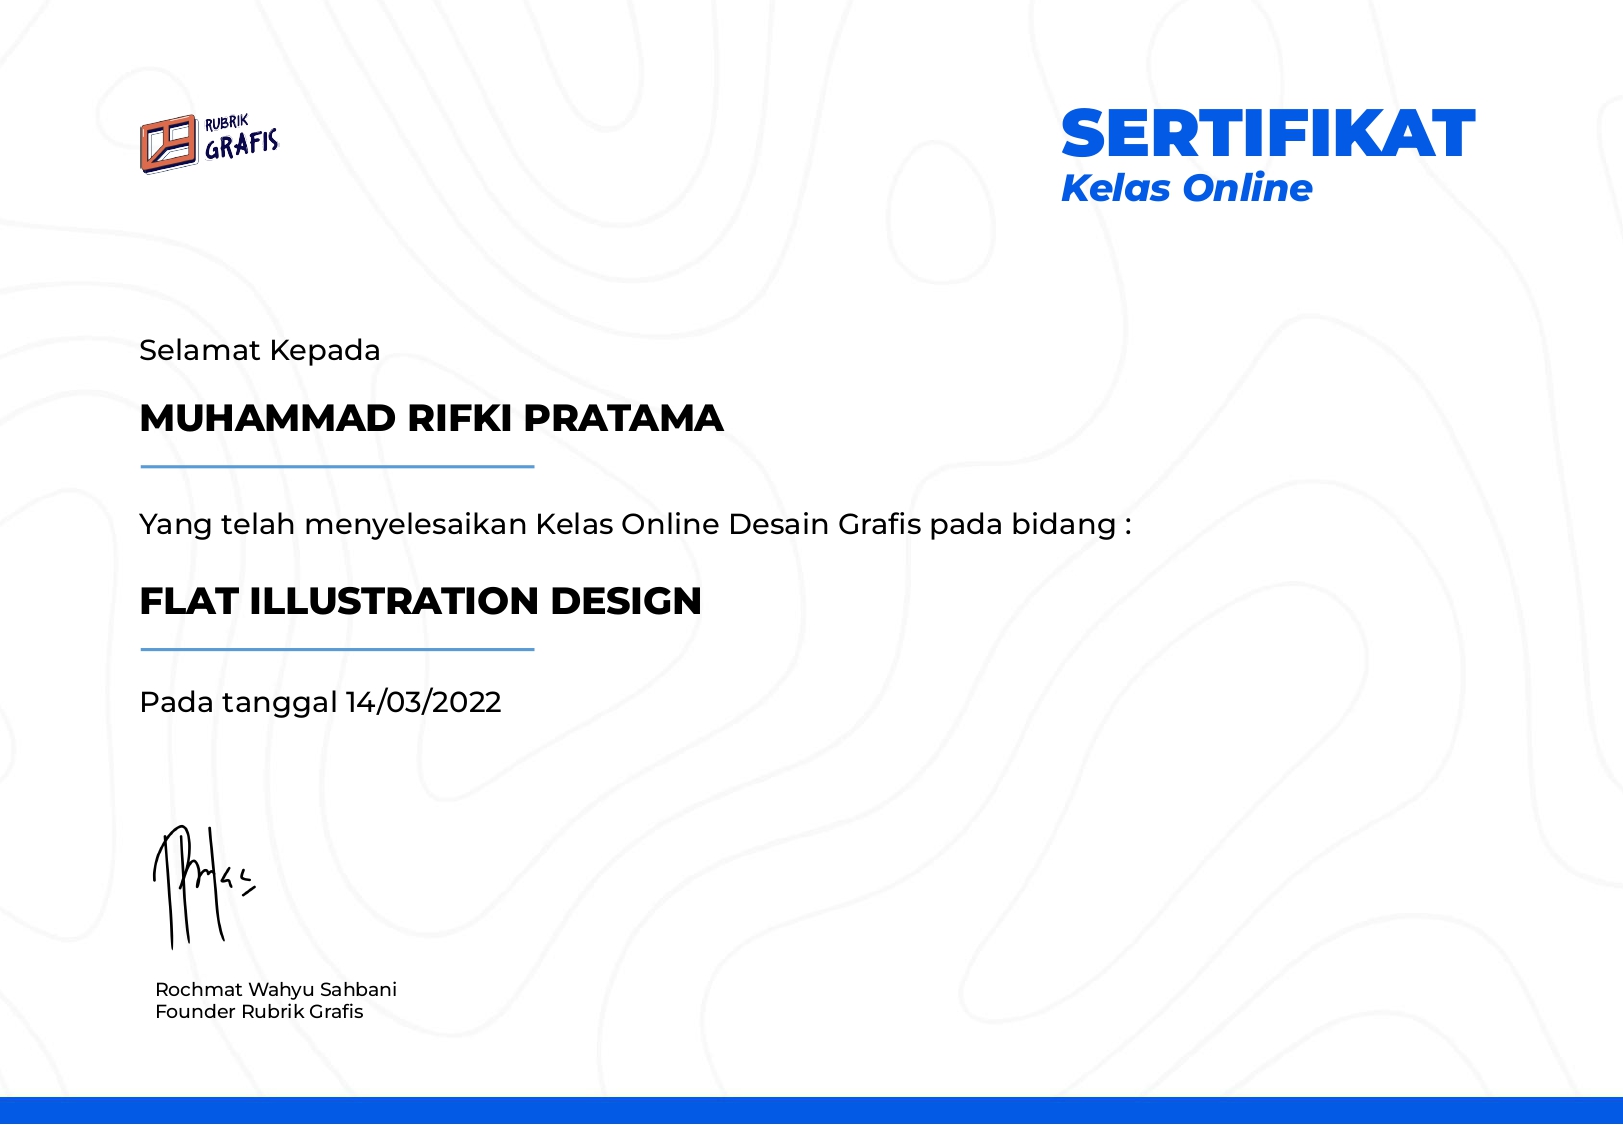 RUBRIK
GRAFIS
SERTIFIKAT
Kelas Online
Selamat Kepada
MUHAMMAD RIFKI PRATAMA
Yang telah menyelesaikan Kelas Online Desain Grafis pada bidang :
FLAT ILLUSTRATION DESIGN
Pada tanggal 14/03/2022
Rochmat Wahyu Sahbani
Founder Rubrik Grafis